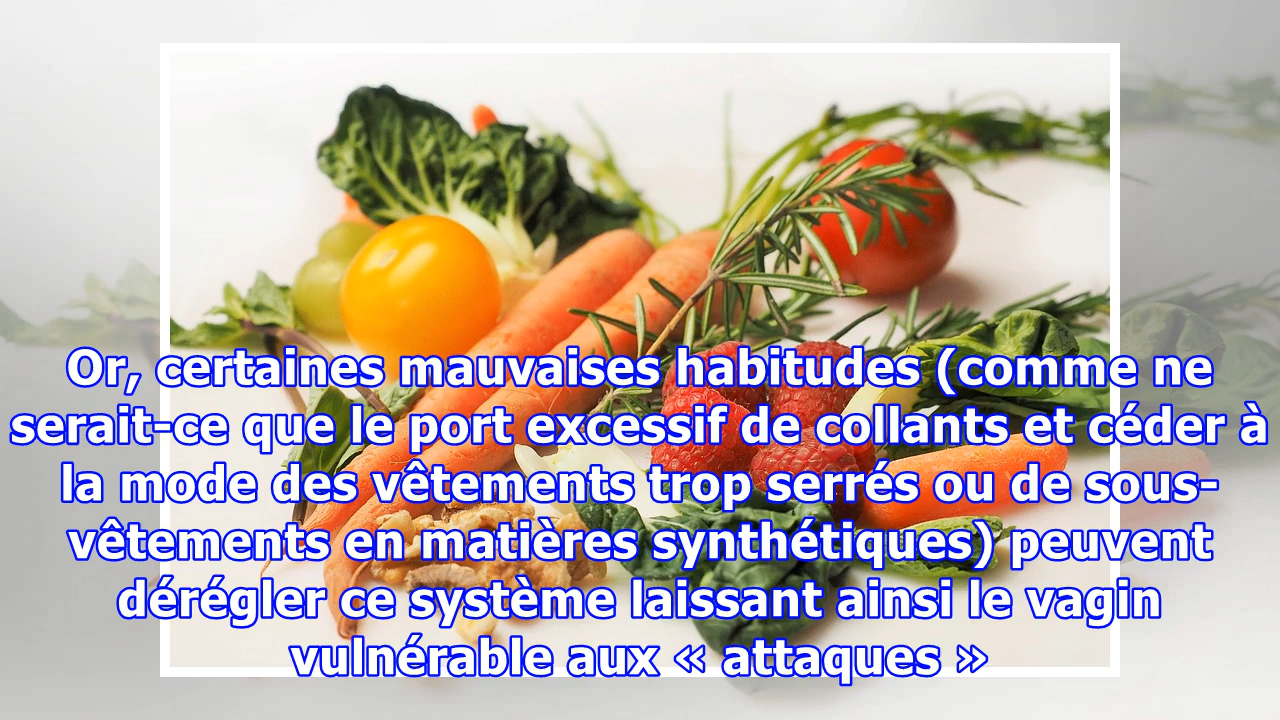 Or, certaines mauvaises habitudes (comme ne
serait-ce que le port excessif de collants et céder à
la mode des vêtements trop serrés ou de sous-
vêtements en matières synthétiques) peuvent
dérégler ce système laissant ainsi le vagin
vulnérable aux « attaques »